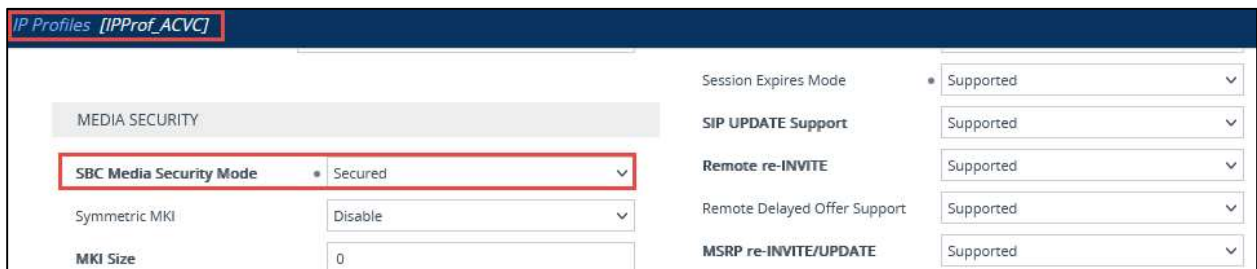 IP Profiles [IPProf_ACVC]
MEDIA SECURITY
SBC Media Security Mode Secured
Symmetric MKI Disable
MKI Size 0
Session Expires Mode Supported
SIP UPDATE Support Supported
Remote re-INVITE Supported
Remote Delayed Offer Support Supported
MSRP re-INVITE/UPDATE Supported